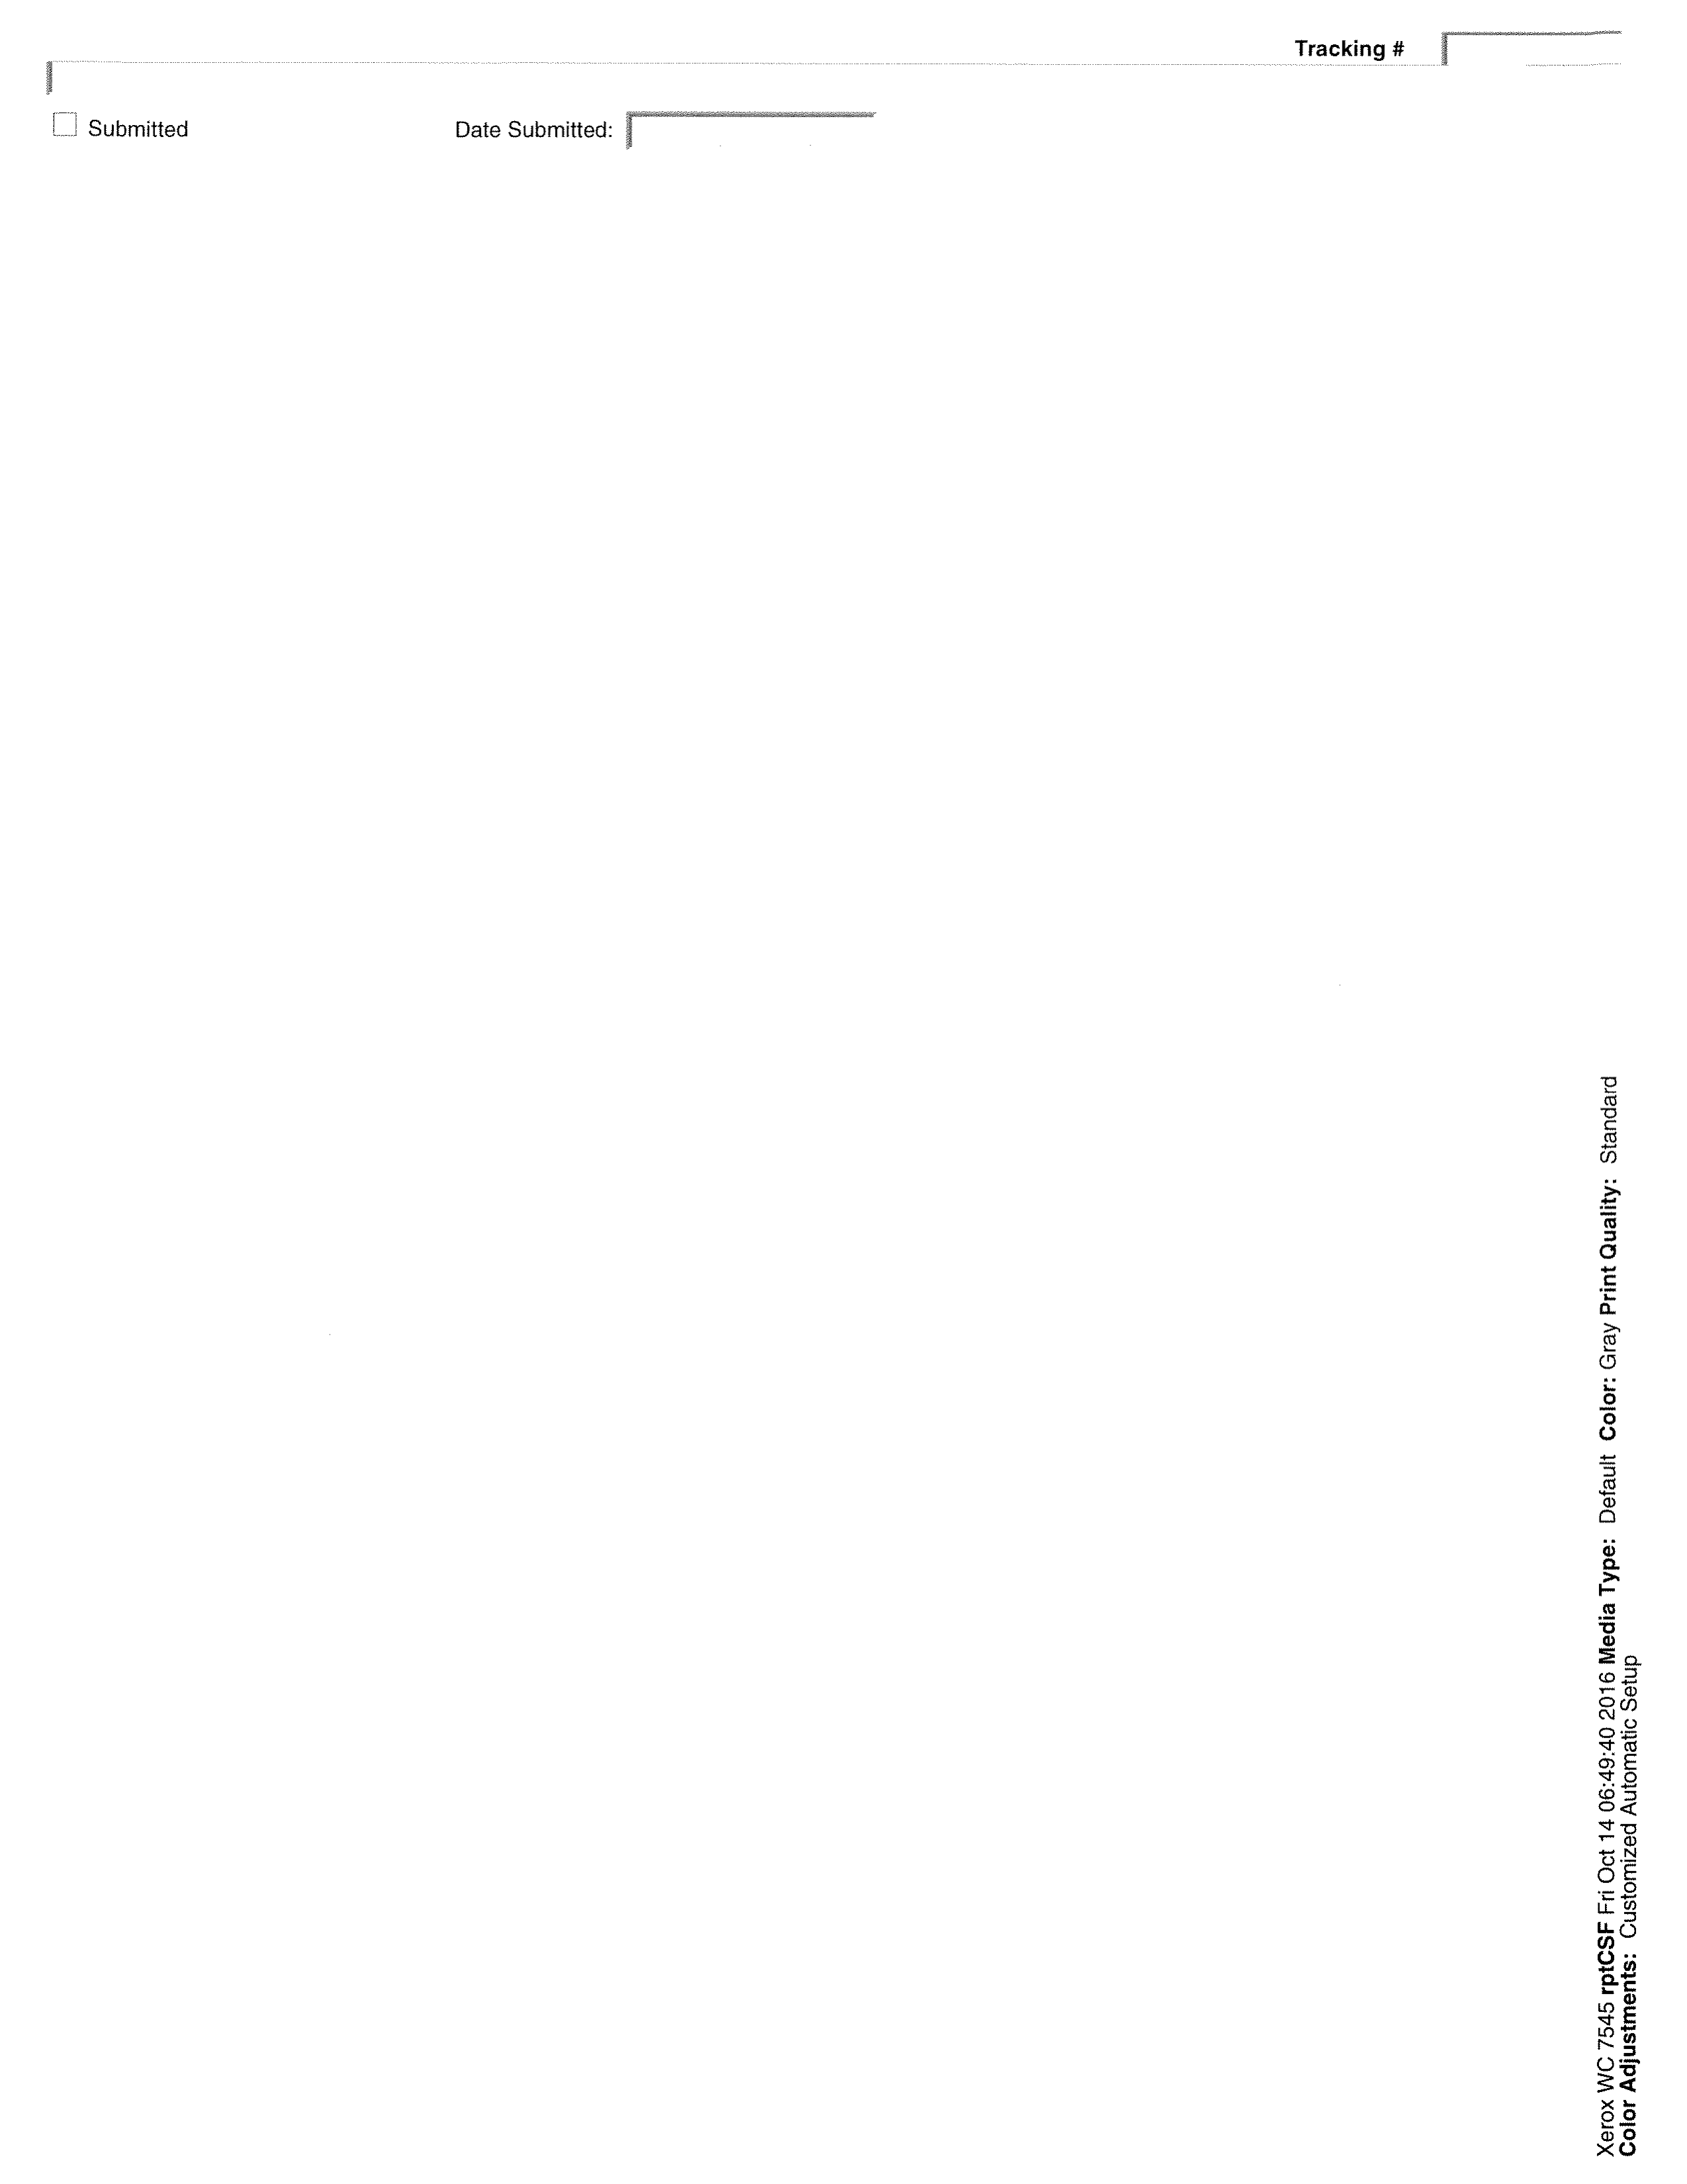 Tracking #
Submitted Date Submitted:
Xerox WC 7545 rptCSF Fri Oct 14 06:49:40 2016 Media Type: Default Color: Gray Print Quality: Standard
Color Adjustments: Customized Automatic Setup